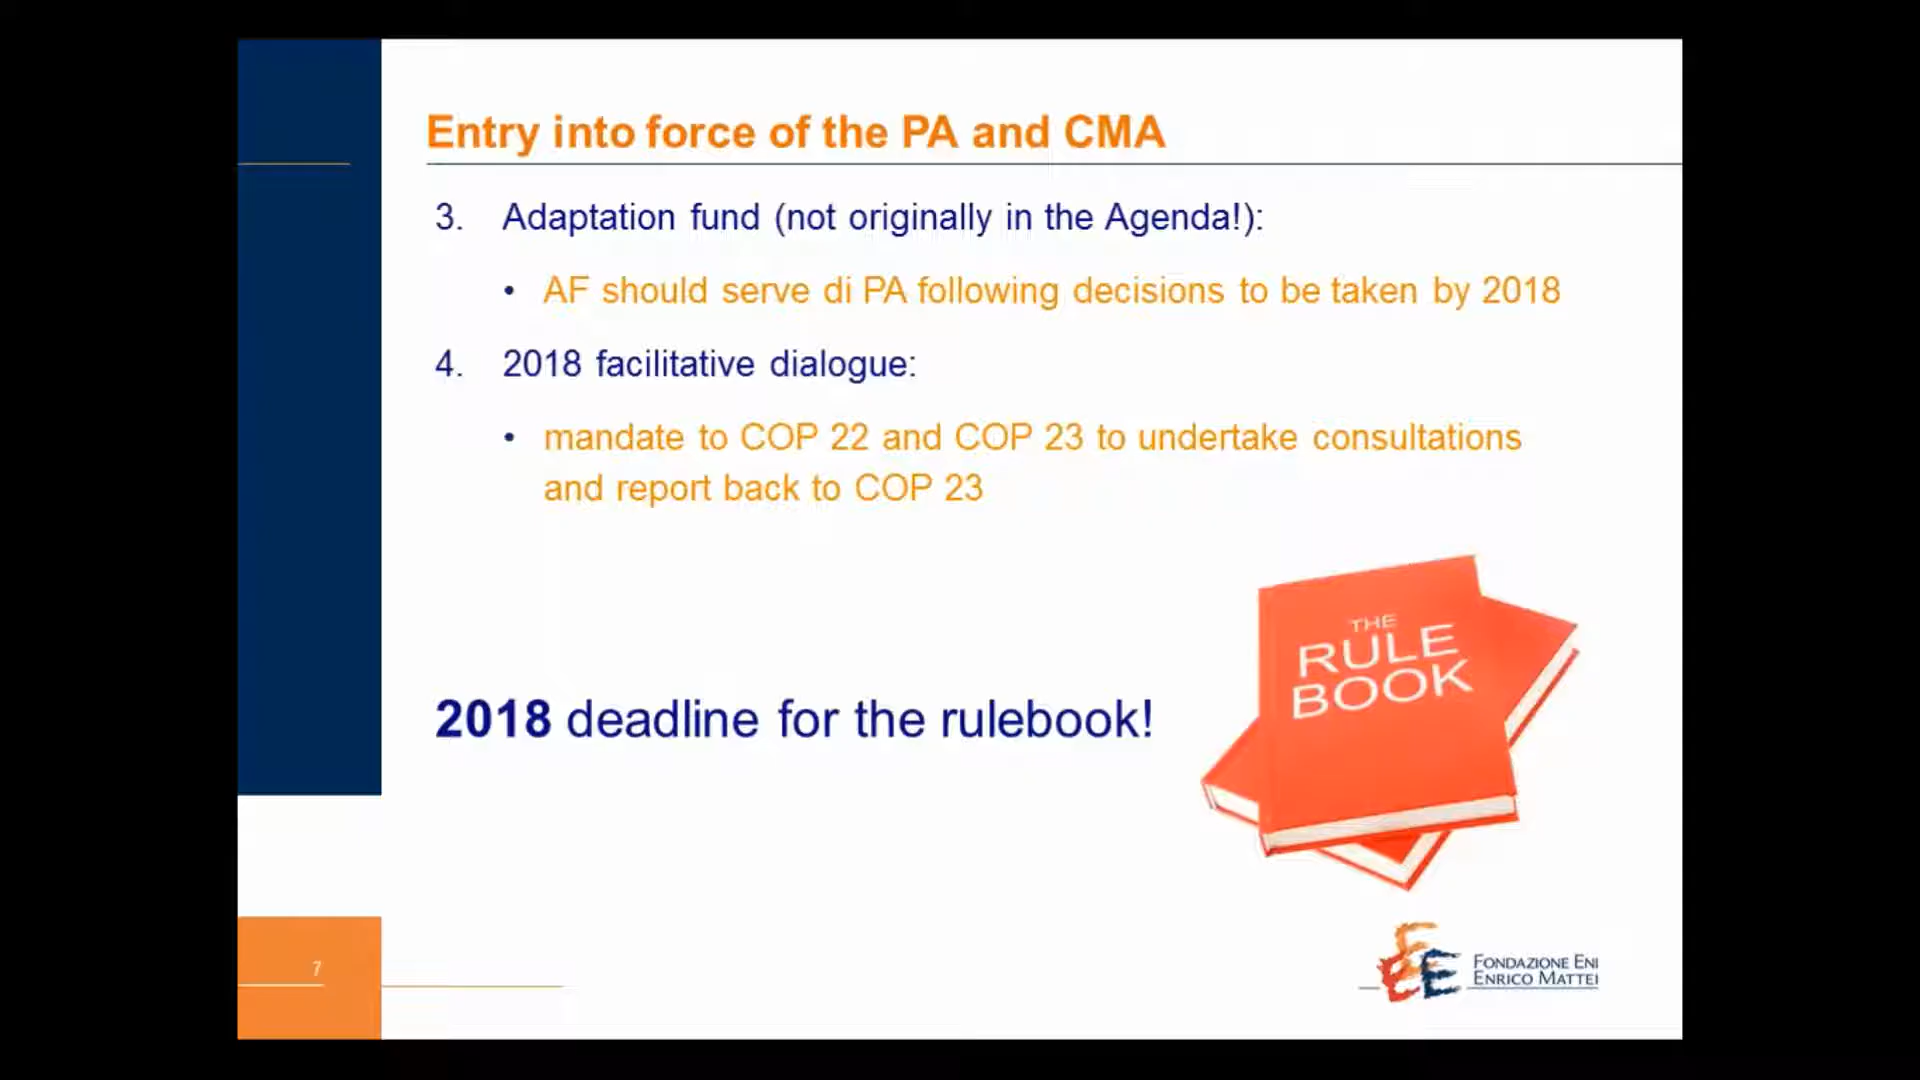 Entry into force of the PA and CMA
3. Adaptation fund (not originally in the Agenda!):
• AF should serve di PA following decisions to be taken by 2018
4. 2018 facilitative dialogue:
• mandate to COP 22 and COP 23 to undertake consultations
and report back to COP 23
THE
RULE
BOOK
2018 deadline for the rulebook!
7
FONDAZIONE ENI
ENRICO MATTEI